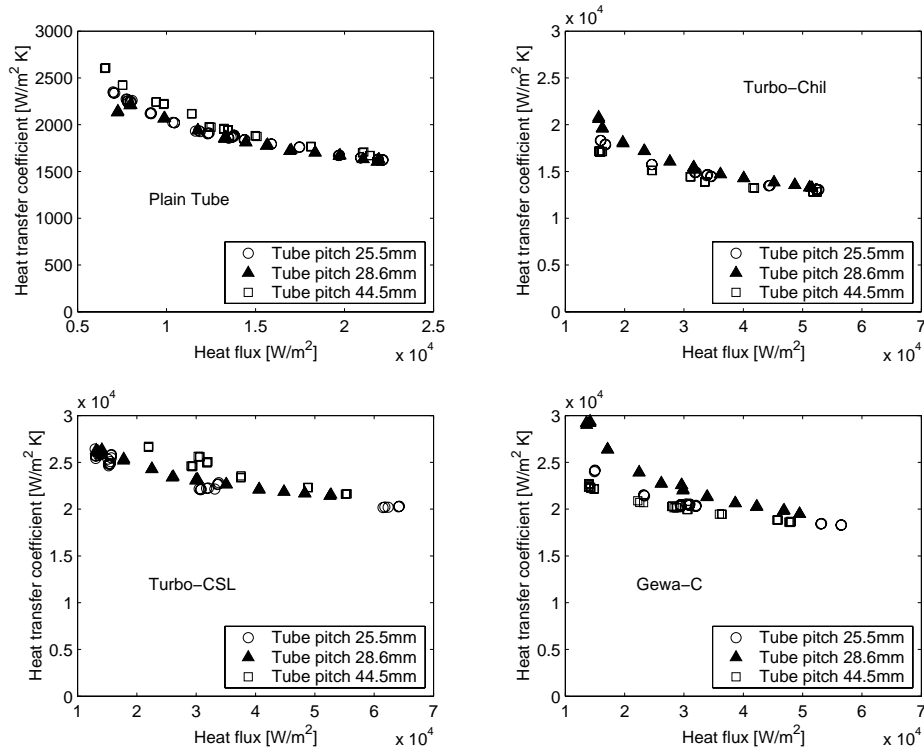 3000
2500
2000
1500
1000
500
0
0.5
1
1.5
2
2.5
x 10⁴
Heat flux [W/m²]
Heat transfer coefficient [W/m² K]
Plain Tube
Tube pitch 25.5mm
Tube pitch 28.6mm
Tube pitch 44.5mm
x 10⁴
3
2.5
2
1.5
1
0.5
0
1
2
3
4
5
6
7
x 10⁴
Heat flux [W/m²]
Heat transfer coefficient [W/m² K]
Turbo−Chil
Tube pitch 25.5mm
Tube pitch 28.6mm
Tube pitch 44.5mm
x 10⁴
3
2.5
2
1.5
1
0.5
0
1
2
3
4
5
6
7
x 10⁴
Heat flux [W/m²]
Heat transfer coefficient [W/m² K]
Turbo−CSL
Tube pitch 25.5mm
Tube pitch 28.6mm
Tube pitch 44.5mm
x 10⁴
3
2.5
2
1.5
1
0.5
0
1
2
3
4
5
6
7
x 10⁴
Heat flux [W/m²]
Heat transfer coefficient [W/m² K]
Gewa−C
Tube pitch 25.5mm
Tube pitch 28.6mm
Tube pitch 44.5mm